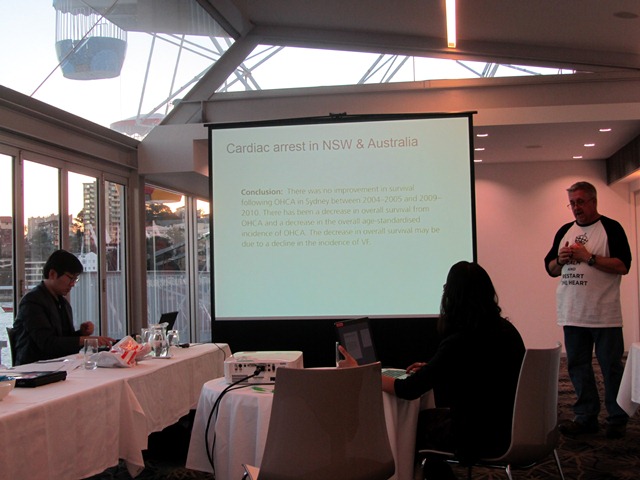 Cardiac arrest in NSW & Australia
Conclusion: There was no improvement in survival
following OHCA in Sydney between 2004–2005 and 2009–
2010. There has been a decrease in overall survival from
OHCA and a decrease in the overall age-standardised
incidence of OHCA. The decrease in overall survival may be
due to a decline in the incidence of VF
AND
RESTART
HEART